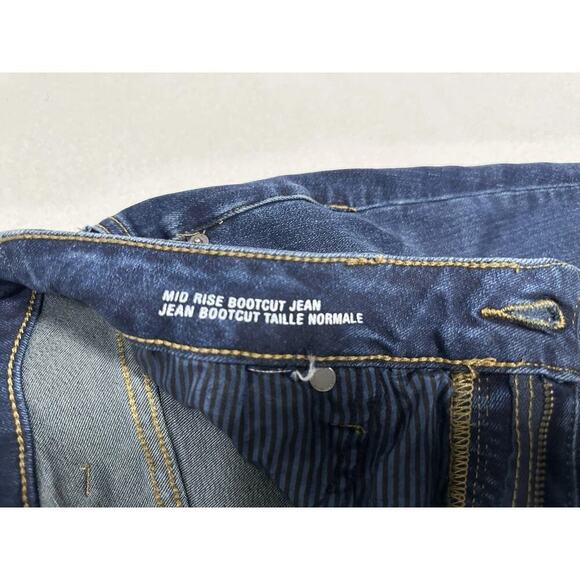 MID RISE BOOTCUT JEAN
JEAN BOOTCUT TAILLE NORMALE